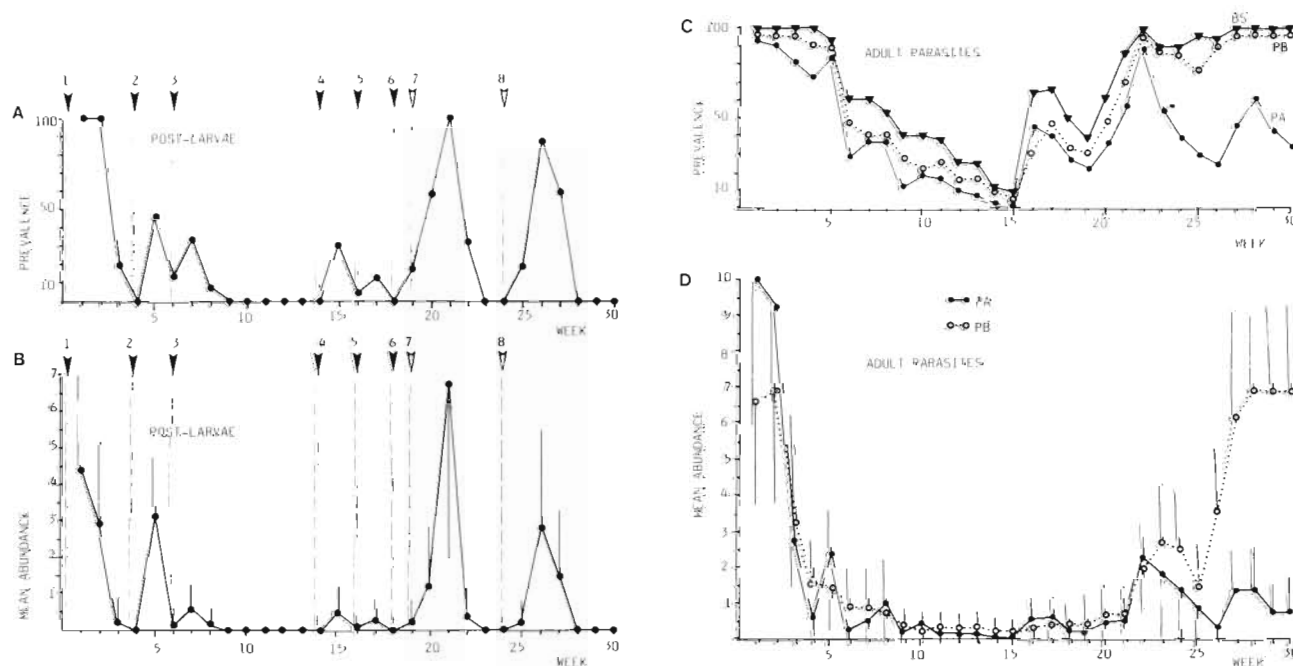 A
1 2 3 4 5 6 7 8
POST-LARVAE
PREVALENCE
100
50
10
5 10 15 20 25 30
WEEK
B
1 2 3 4 5 6 7 8
POST-LARVAE
MEAN ABUNDANCE
7
6
5
4
3
2
1
5 10 15 20 25 30
WEEK
C
ADULT PARASITES
PREVALENCE
100
50
10
BS
PB
PA
5 10 15 20 25 30
WEEK
D
PA
PB
ADULT PARASITES
MEAN ABUNDANCE
10
9
8
7
6
5
4
3
2
1
5 10 15 20 25 30
WEEK